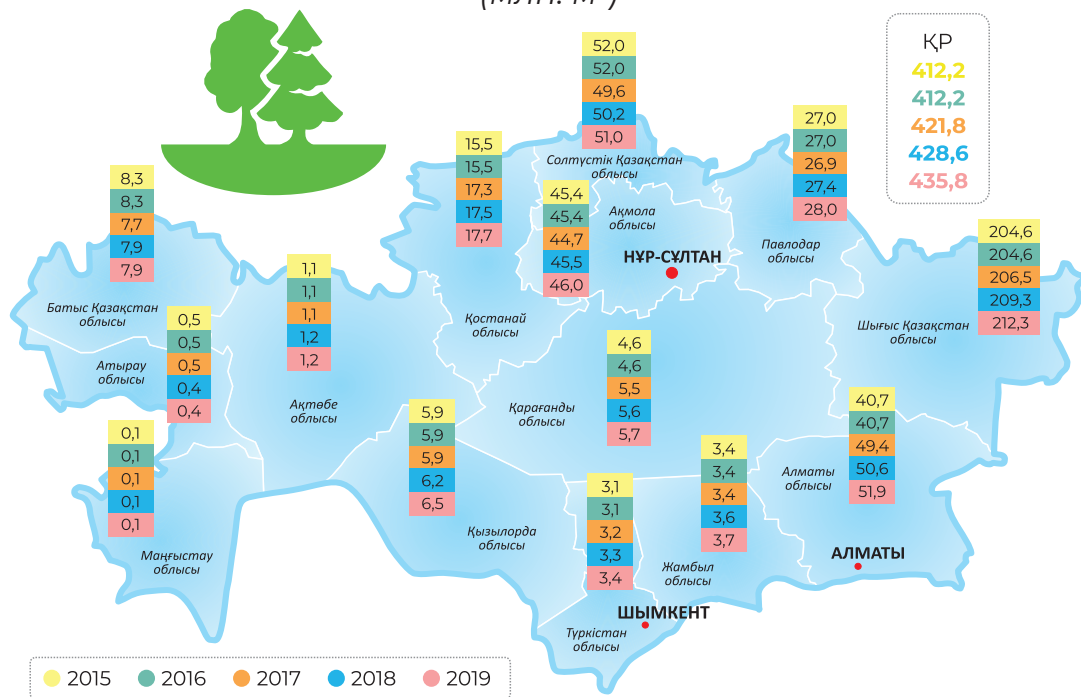 (млн. м³)
ҚР
412,2
412,2
421,8
428,6
435,8
52,0
52,0
49,6
50,2
51,0
Солтүстік Қазақстан
облысы
27,0
27,0
26,9
27,4
28,0
Павлодар
облысы
15,5
15,5
17,3
17,5
17,7
Қостанай
облысы
45,4
45,4
44,7
45,5
46,0
Ақмола
облысы
НҰР-СҰЛТАН
8,3
8,3
7,7
7,9
7,9
Батыс Қазақстан
облысы
204,6
204,6
206,5
209,3
212,3
Шығыс Қазақстан
облысы
1,1
1,1
1,1
1,2
1,2
Ақтөбе
облысы
0,5
0,5
0,5
0,4
0,4
Атырау
облысы
4,6
4,6
5,5
5,6
5,7
Қарағанды
облысы
40,7
40,7
49,4
50,6
51,9
Алматы
облысы
АЛМАТЫ
5,9
5,9
5,9
6,2
6,5
Қызылорда
облысы
0,1
0,1
0,1
0,1
0,1
Маңғыстау
облысы
3,4
3,4
3,4
3,6
3,7
Жамбыл
облысы
3,1
3,1
3,2
3,3
3,4
ШЫМКЕНТ
Түркістан
облысы
2015 2016 2017 2018 2019